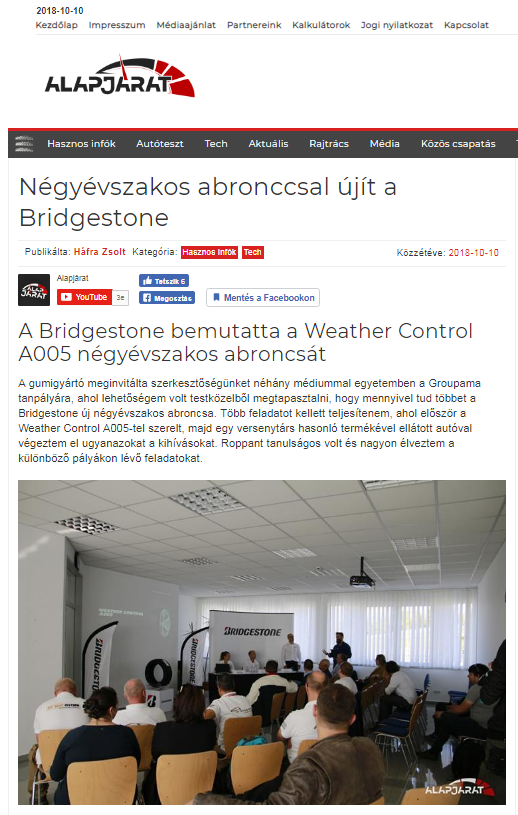 2018-10-10
Kezdőlap Impresszum Médiaajánlat Partnereink Kalkulátorok Jogi nyilatkozat Kapcsolat
ALAPJÁRAT
Hasznos infók Autóteszt Tech Aktuális Rajtrács Média Közös csapatás
Négyévszakos abronccsal újít a
Bridgestone
Publikálta: Háfra Zsolt Kategória: Hasznos infók Tech Közzétéve: 2018-10-10
Alapjárat
YouTube 3e
Tetszik 6
Megosztás
Mentés a Facebookon
A Bridgestone bemutatta a Weather Control
A005 négyévszakos abroncsát
A gumigyártó meginvitálta szerkesztőségünket néhány médiummal egyetemben a Groupama
tanpályára, ahol lehetőségem volt testközelből megtapasztalni, hogy mennyivel tud többet a
Bridgestone új négyévszakos abroncsa. Több feladatot kellett teljesítenem, ahol először a
Weather Control A005-tel szerelt, majd egy versenytárs hasonló termékével ellátott autóval
végeztem el ugyanazokat a kihívásokat. Roppant tanulságos volt és nagyon élveztem a
különböző pályákon lévő feladatokat.
WEATHER CONTROL
A005
BRIDGESTONE
BRIDGESTONE
BRIDGESTONE
ALAPJÁRAT